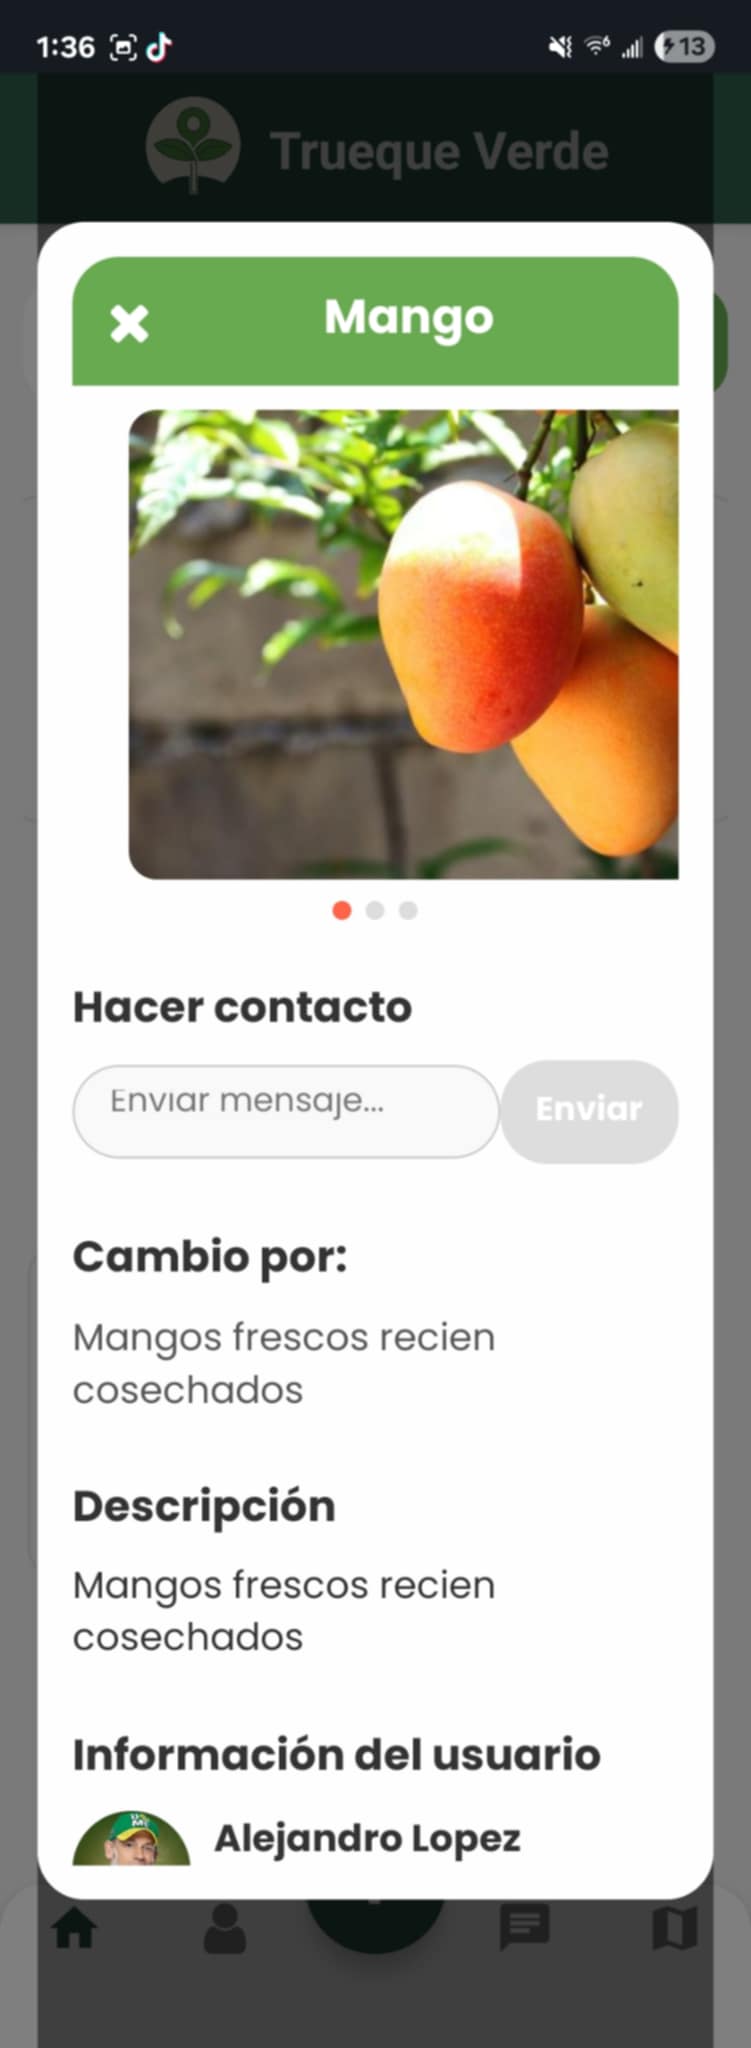 1:36
6
13
Trueque Verde
Mango
Hacer contacto
Enviar mensaje...
Enviar
Cambio por:
Mangos frescos recien
cosechados
Descripción
Mangos frescos recien
cosechados
Información del usuario
Alejandro Lopez